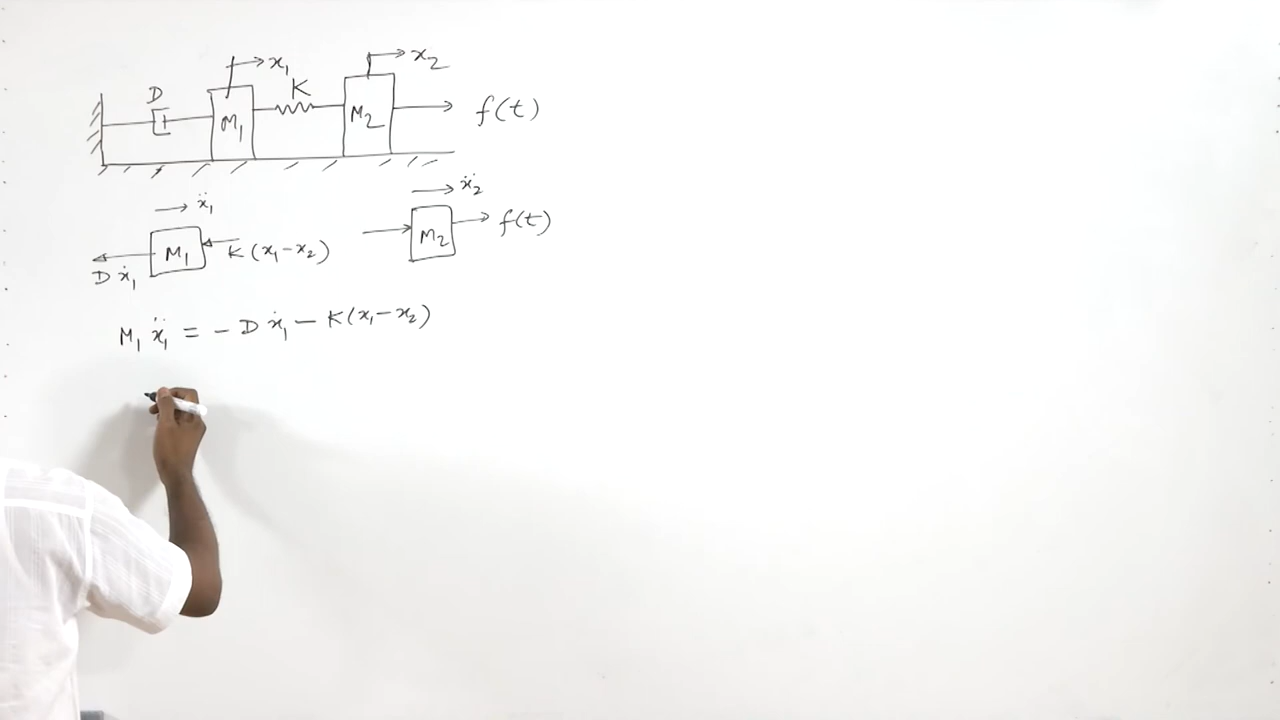 x₁ x₂
D K
M₁ M₂ f(t)
ẍ₁ ẍ₂
M₁ K(x₁-x₂) M₂ f(t)
D ẋ₁
M₁ ẍ₁ = - D ẋ₁ - K(x₁-x₂)